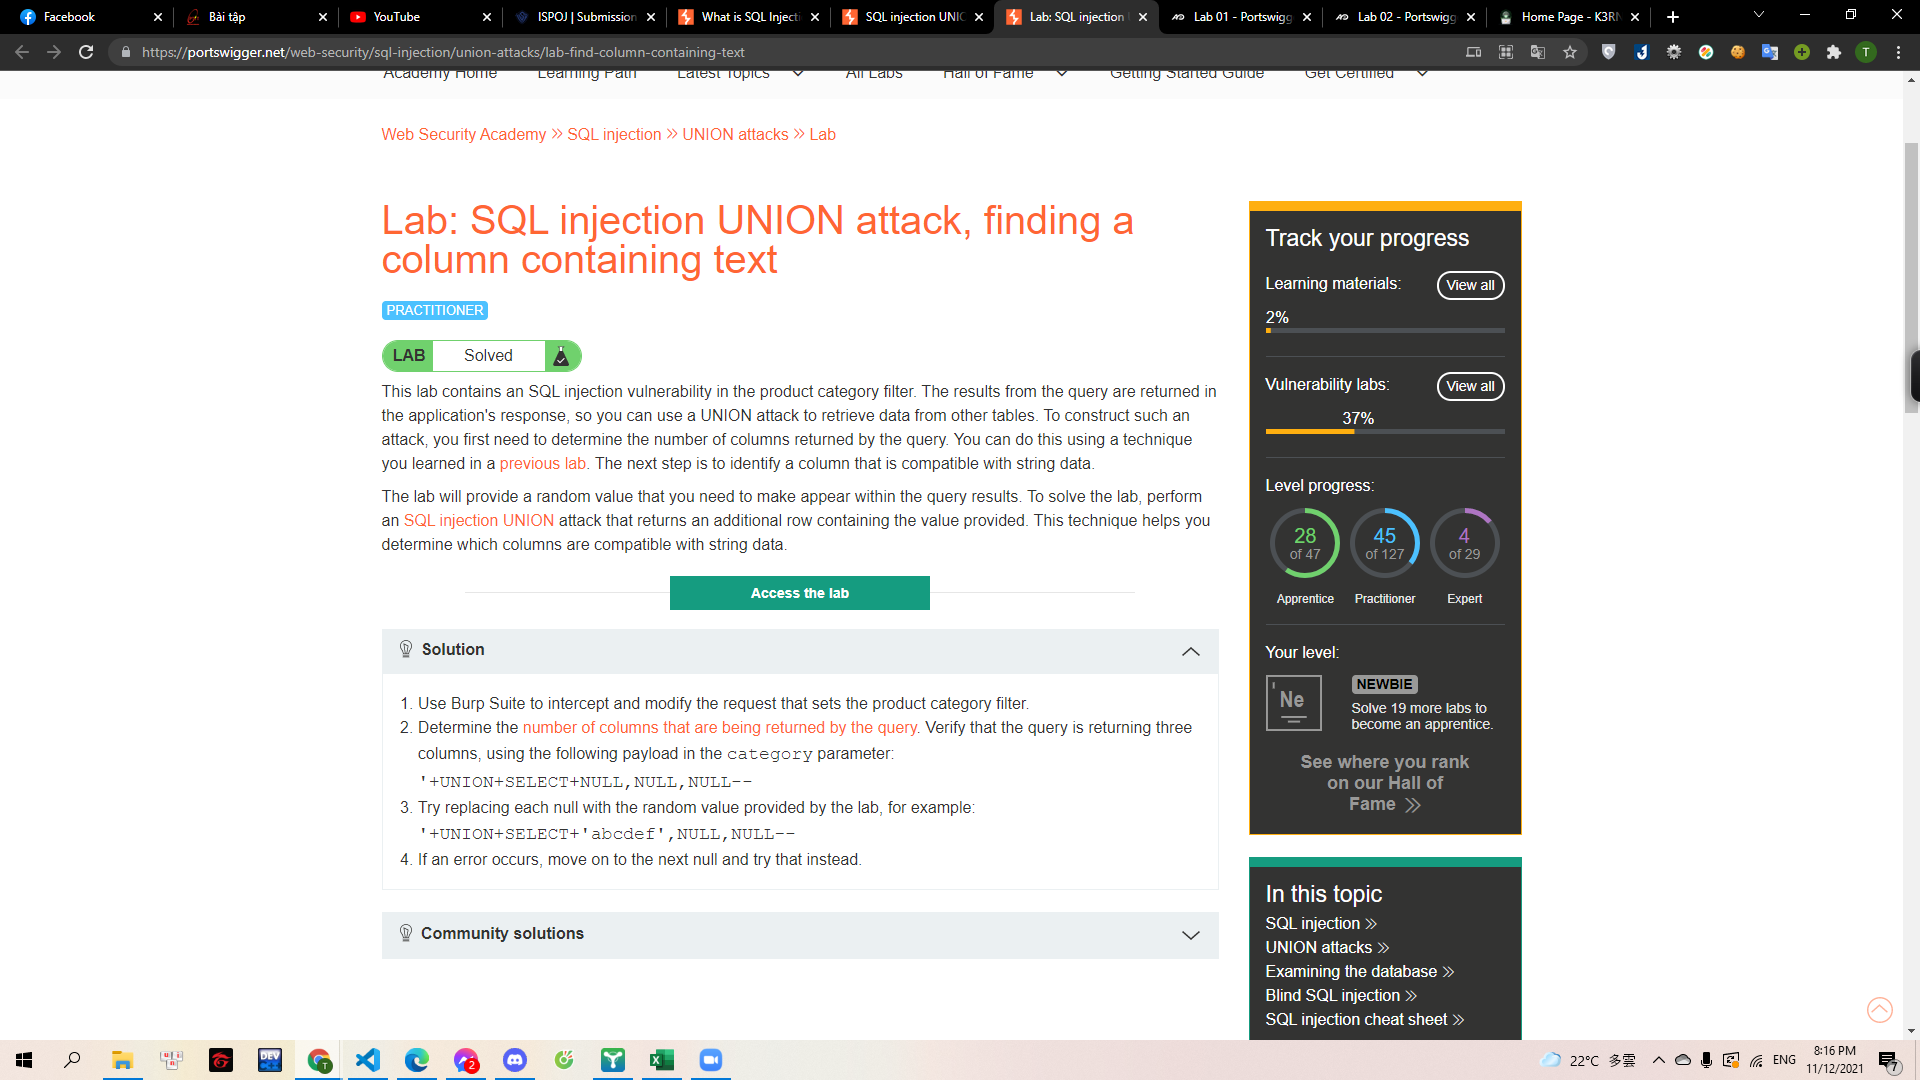 Facebook
Bài tập
YouTube
ISPOJ | Submission
What is SQL Injecti
SQL injection UNIO
Lab: SQL injection
Lab 01 - Portswigg
Lab 02 - Portswigg
Home Page - K3RN
https://portswigger.net/web-security/sql-injection/union-attacks/lab-find-column-containing-text
T
Academy Home
Learning Path
Latest Topics
All Labs
Hall of Fame
Getting Started Guide
Get Certified
Web Security Academy >> SQL injection >> UNION attacks >> Lab
Lab: SQL injection UNION attack, finding a
column containing text
PRACTITIONER
LAB Solved
This lab contains an SQL injection vulnerability in the product category filter. The results from the query are returned in
the application's response, so you can use a UNION attack to retrieve data from other tables. To construct such an
attack, you first need to determine the number of columns returned by the query. You can do this using a technique
you learned in a previous lab. The next step is to identify a column that is compatible with string data.
The lab will provide a random value that you need to make appear within the query results. To solve the lab, perform
an SQL injection UNION attack that returns an additional row containing the value provided. This technique helps you
determine which columns are compatible with string data.
Access the lab
Solution
1. Use Burp Suite to intercept and modify the request that sets the product category filter.
2. Determine the number of columns that are being returned by the query. Verify that the query is returning three
columns, using the following payload in the category parameter:
'+UNION+SELECT+NULL,NULL,NULL--
3. Try replacing each null with the random value provided by the lab, for example:
'+UNION+SELECT+'abcdef',NULL,NULL--
4. If an error occurs, move on to the next null and try that instead.
Community solutions
Track your progress
Learning materials: View all
2%
Vulnerability labs: View all
37%
Level progress:
28 45 4
of 47 of 127 of 29
Apprentice Practitioner Expert
Your level:
Ne
NEWBIE
Solve 19 more labs to
become an apprentice.
See where you rank
on our Hall of
Fame >>
In this topic
SQL injection >>
UNION attacks >>
Examining the database >>
Blind SQL injection >>
SQL injection cheat sheet >>
DEV
T
2
22°C 多雲
ENG
8:16 PM
11/12/2021
7